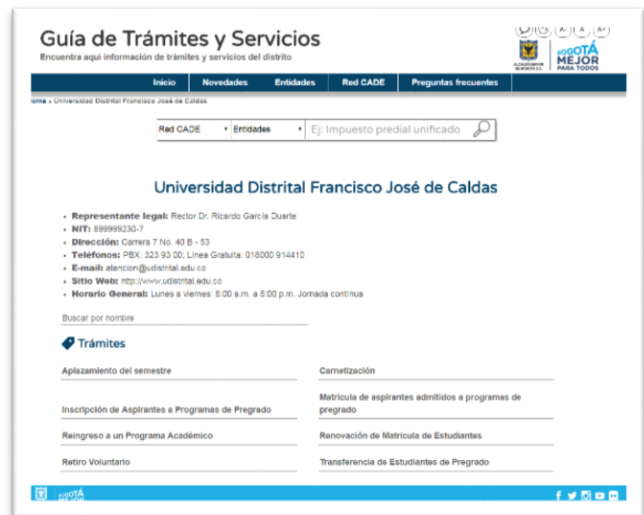 Guía de Trámites y Servicios
Encuentra aquí información de trámites y servicios del distrito
A- A A+
BOGOTÁ
MEJOR
PARA TODOS
Inicio Novedades Entidades Red CADE Preguntas frecuentes
» Universidad Distrital Francisco José de Caldas
Red CADE Entidades Ej: Impuesto predial unificado
Universidad Distrital Francisco José de Caldas
• Representante legal: Rector Dr. Ricardo García Duarte
• NIT: 899999230-7
• Dirección: Carrera 7 No. 40 B - 53
• Teléfonos: PBX: 323 93 00; Línea Gratuita: 018000 914410
• E-mail: atencion@udistrital.edu.co
• Sitio Web: http://www.udistrital.edu.co
• Horario General: Lunes a viernes: 8:00 a.m. a 5:00 p.m. Jornada continua
Buscar por nombre
Trámites
Aplazamiento del semestre Carnetización
Inscripción de Aspirantes a Programas de Pregrado Matrícula de aspirantes admitidos a programas de
pregrado
Reingreso a un Programa Académico Renovación de Matrícula de Estudiantes
Retiro Voluntario Transferencia de Estudiantes de Pregrado
BOGOTÁ
MEJOR